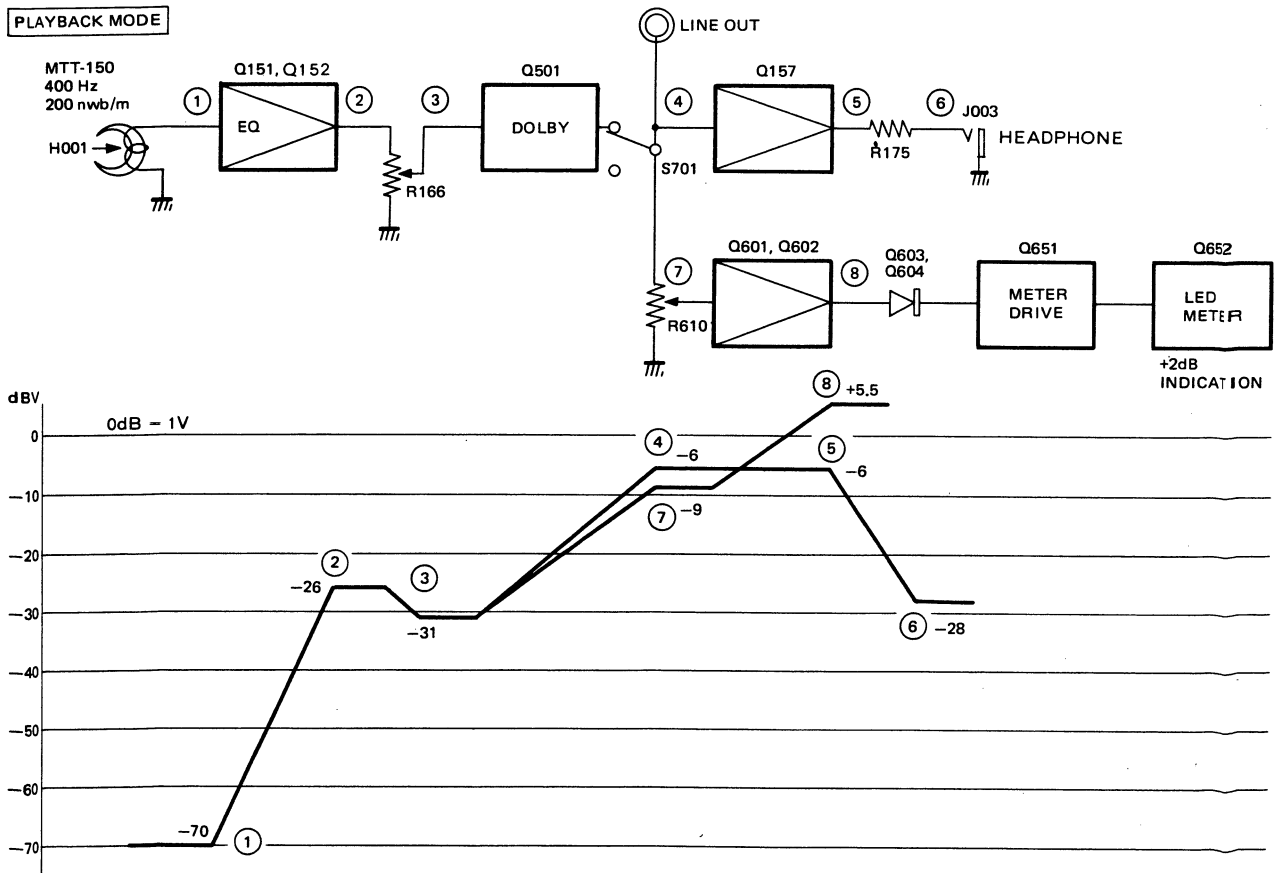 PLAYBACK MODE
LINE OUT
MTT-150
400 Hz
200 nwb/m
Q151, Q152
Q501
Q157
1
2
3
4
5
6
J003
EQ
DOLBY
HEADPHONE
H001
R175
S701
R166
Q601, Q602
Q603,
Q604
Q651
Q652
7
8
METER
DRIVE
LED
METER
R610
+2dB
INDICATION
dBV
8 +5.5
0dB = 1V
0
4 −6
5 −6
−10
7 −9
−20
2
−26
3
−30
−31
6 −28
−40
−50
−60
−70 1
−70